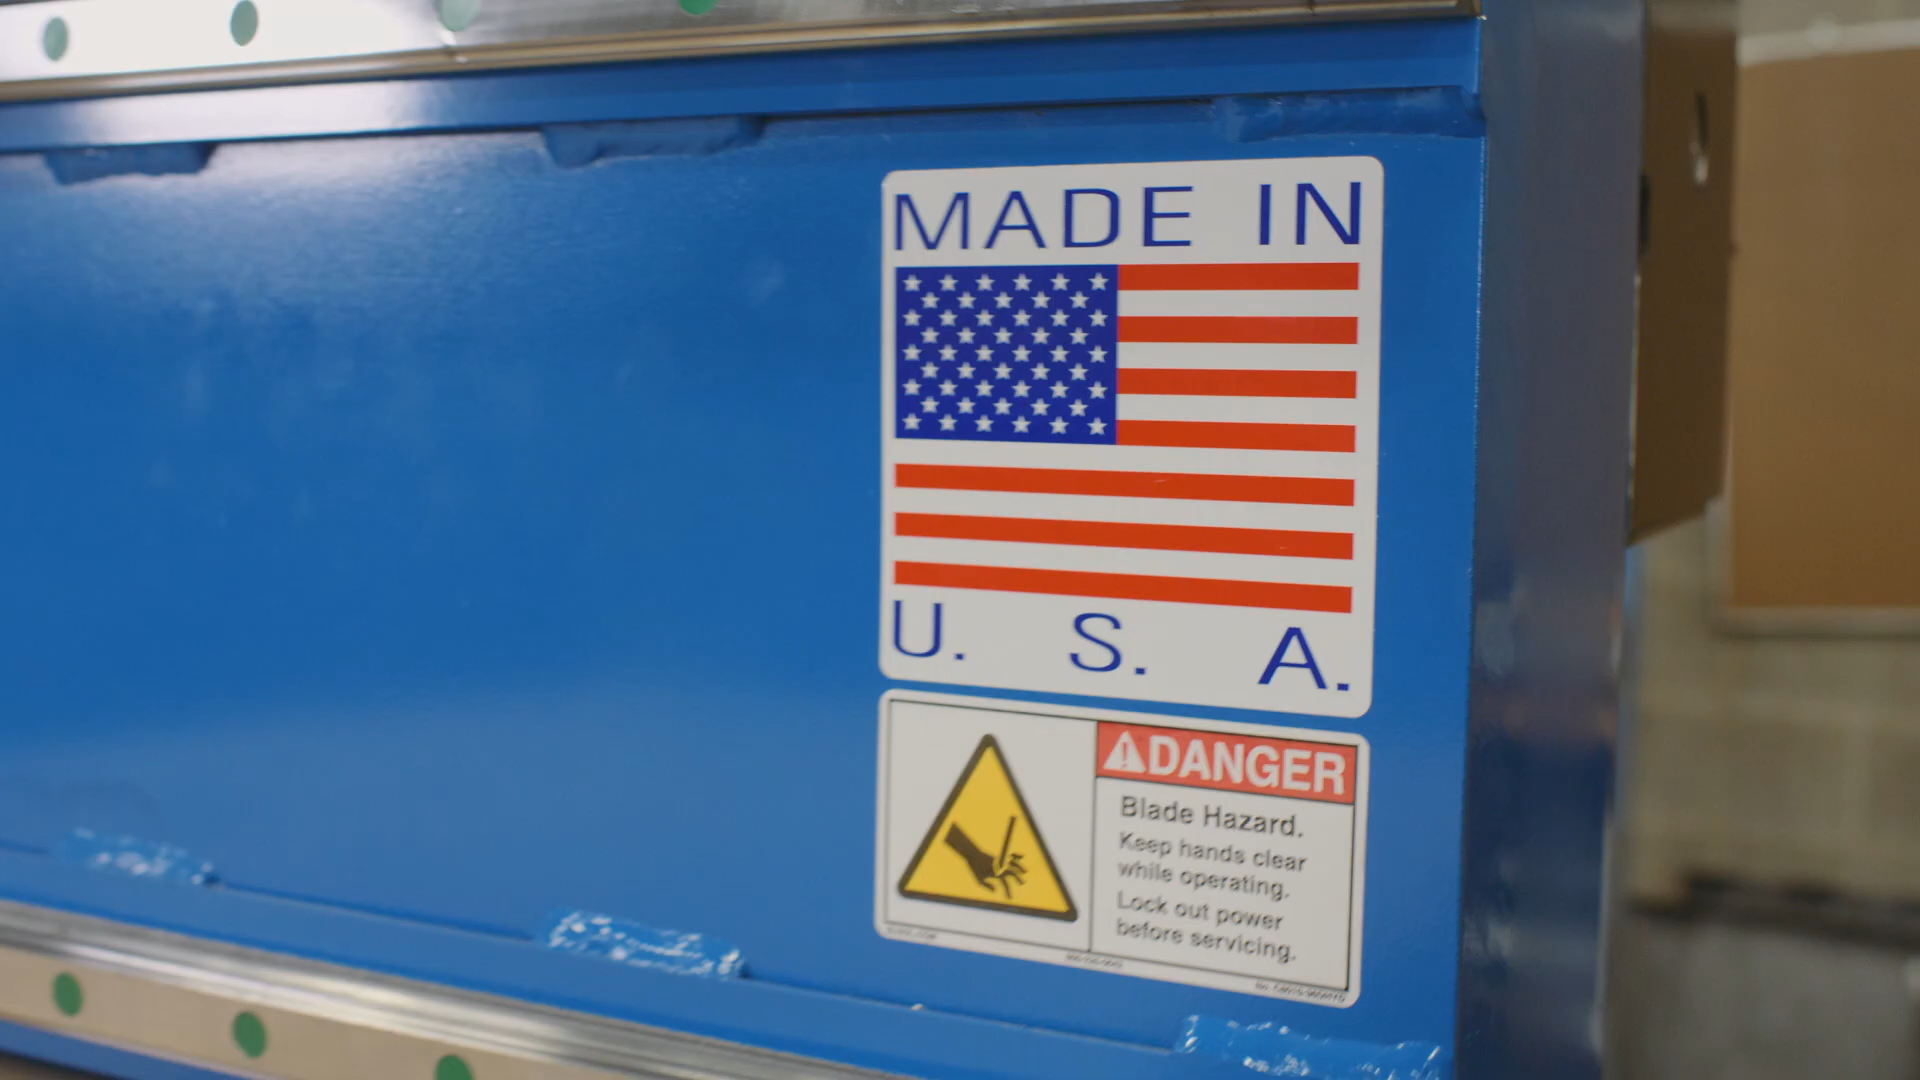 MADE IN
U. S. A.
DANGER
Blade Hazard.
Keep hands clear
while operating.
Lock out power
before servicing.